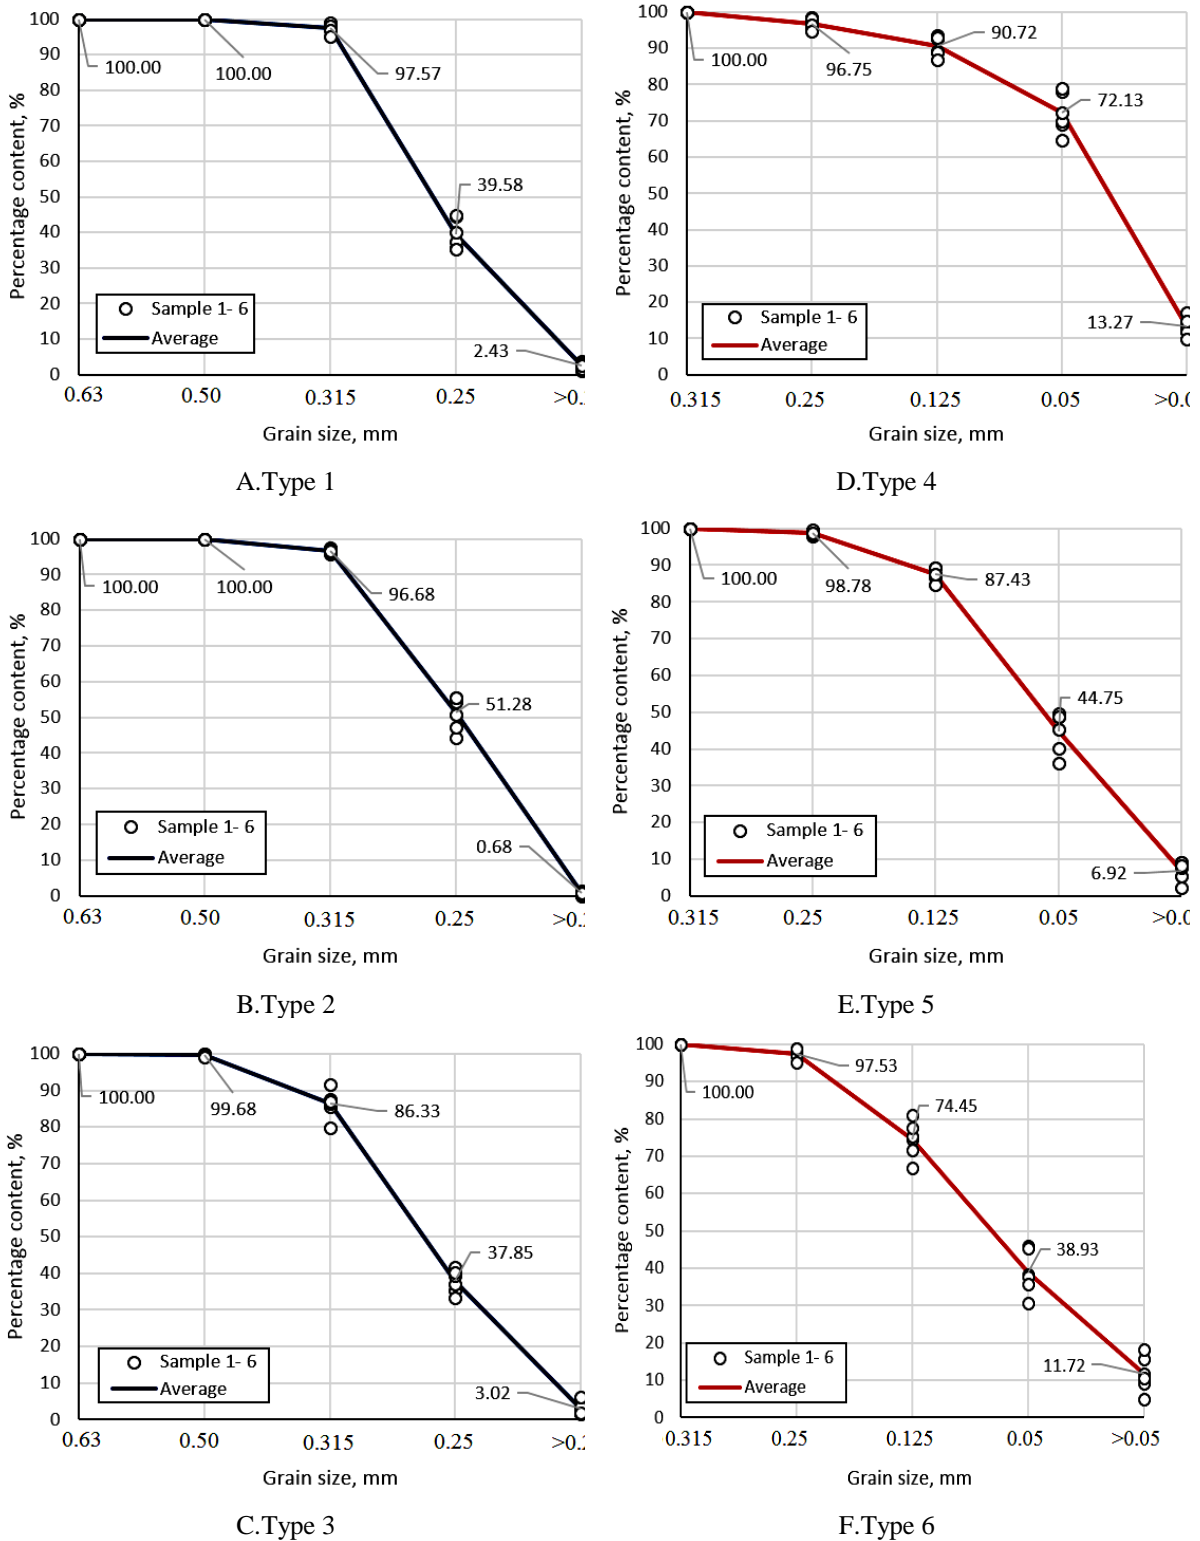 100
90
80
70
60
50
40
30
20
10
0
Percentage content, %
100.00
100.00
97.57
39.58
2.43
Sample 1- 6
Average
0.63 0.50 0.315 0.25
Grain size, mm
A.Type 1
100
90
80
70
60
50
40
30
20
10
0
Percentage content, %
100.00
96.75
90.72
72.13
13.27
Sample 1- 6
Average
0.315 0.25 0.125 0.05
Grain size, mm
D.Type 4
100
90
80
70
60
50
40
30
20
10
0
Percentage content, %
100.00
100.00
96.68
51.28
0.68
Sample 1- 6
Average
0.63 0.50 0.315 0.25
Grain size, mm
B.Type 2
100
90
80
70
60
50
40
30
20
10
0
Percentage content, %
100.00
98.78
87.43
44.75
6.92
Sample 1- 6
Average
0.315 0.25 0.125 0.05
Grain size, mm
E.Type 5
100
90
80
70
60
50
40
30
20
10
0
Percentage content, %
100.00
99.68
86.33
37.85
3.02
Sample 1- 6
Average
0.63 0.50 0.315 0.25
Grain size, mm
C.Type 3
100
90
80
70
60
50
40
30
20
10
0
Percentage content, %
100.00
97.53
74.45
38.93
11.72
Sample 1- 6
Average
0.315 0.25 0.125 0.05 >0.05
Grain size, mm
F.Type 6